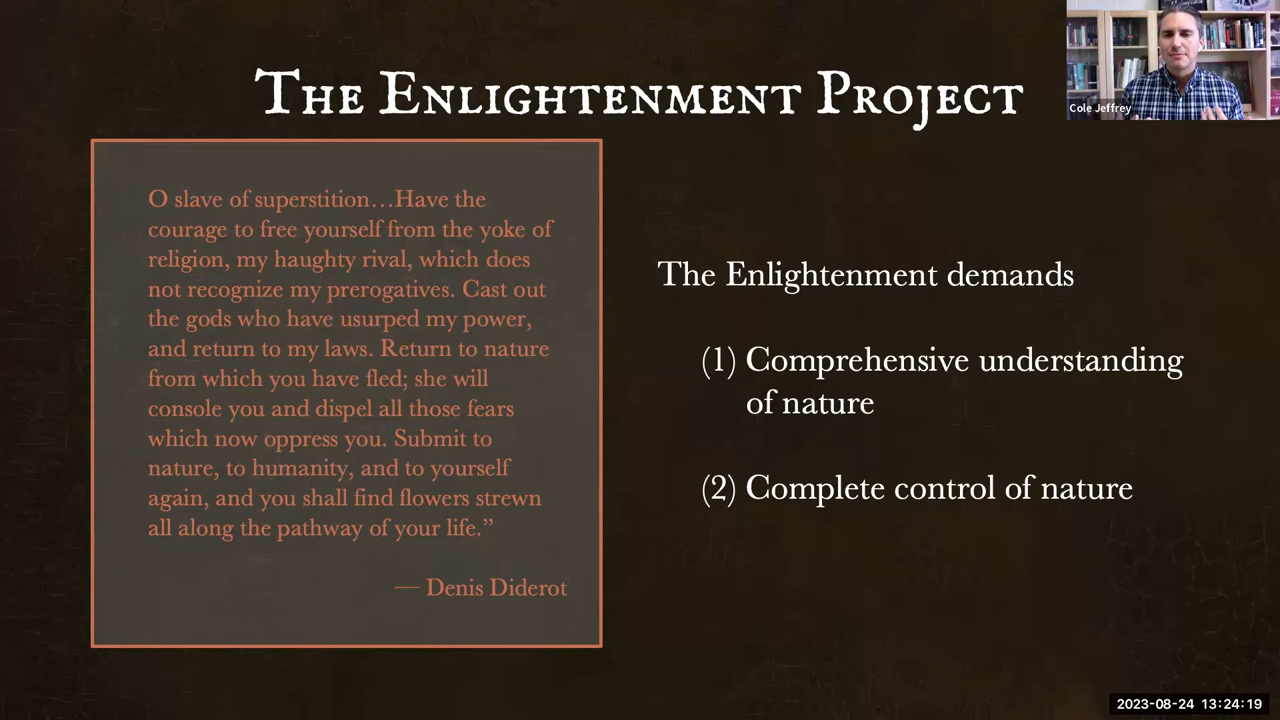 The Enlightenment Project
Cole Jeffrey
O slave of superstition…Have the
courage to free yourself from the yoke of
religion, my haughty rival, which does
not recognize my prerogatives. Cast out
the gods who have usurped my power,
and return to my laws. Return to nature
from which you have fled; she will
console you and dispel all those fears
which now oppress you. Submit to
nature, to humanity, and to yourself
again, and you shall find flowers strewn
all along the pathway of your life.”
— Denis Diderot
The Enlightenment demands
(1) Comprehensive understanding
of nature
(2) Complete control of nature
2023-08-24 13:24:19